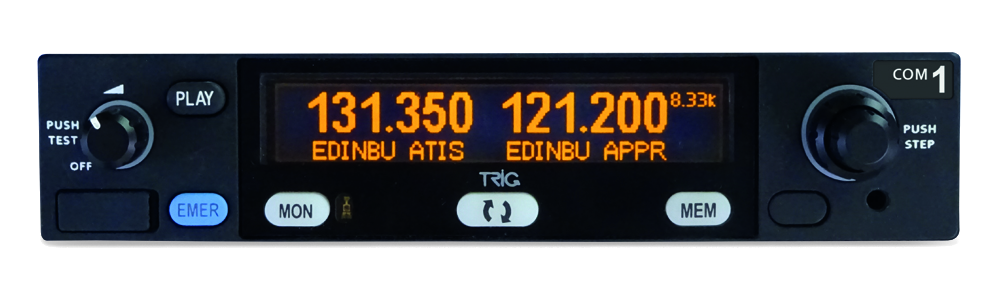 COM 1
PLAY
PUSH
TEST
OFF
131.350 121.200 8.33k
EDINBU ATIS EDINBU APPR
PUSH
STEP
TRIG
EMER
MON
MEM